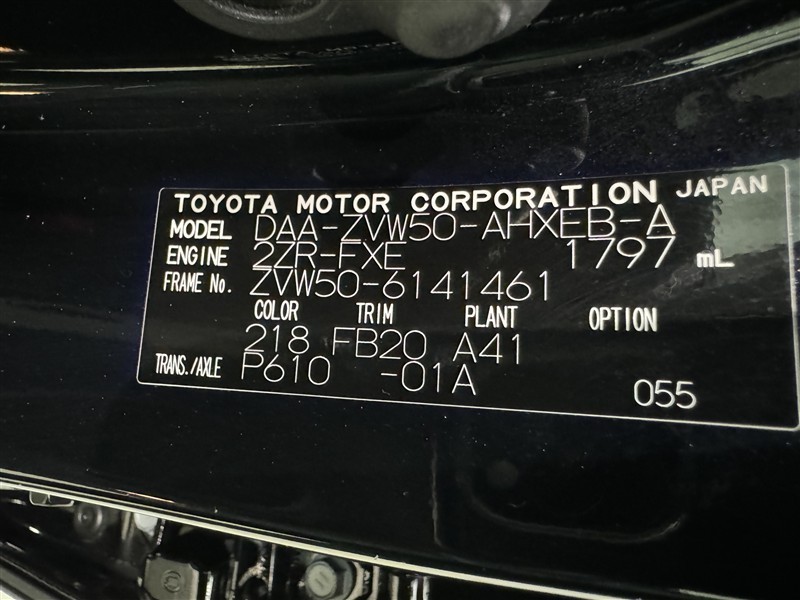 TOYOTA MOTOR CORPORATION JAPAN
MODEL DAA-ZVW50-AHXEB-A
ENGINE 2ZR-FXE 1797 mL
FRAME No. ZVW50-6141461
COLOR TRIM PLANT OPTION
218 FB20 A41
TRANS./AXLE P610 -01A
055